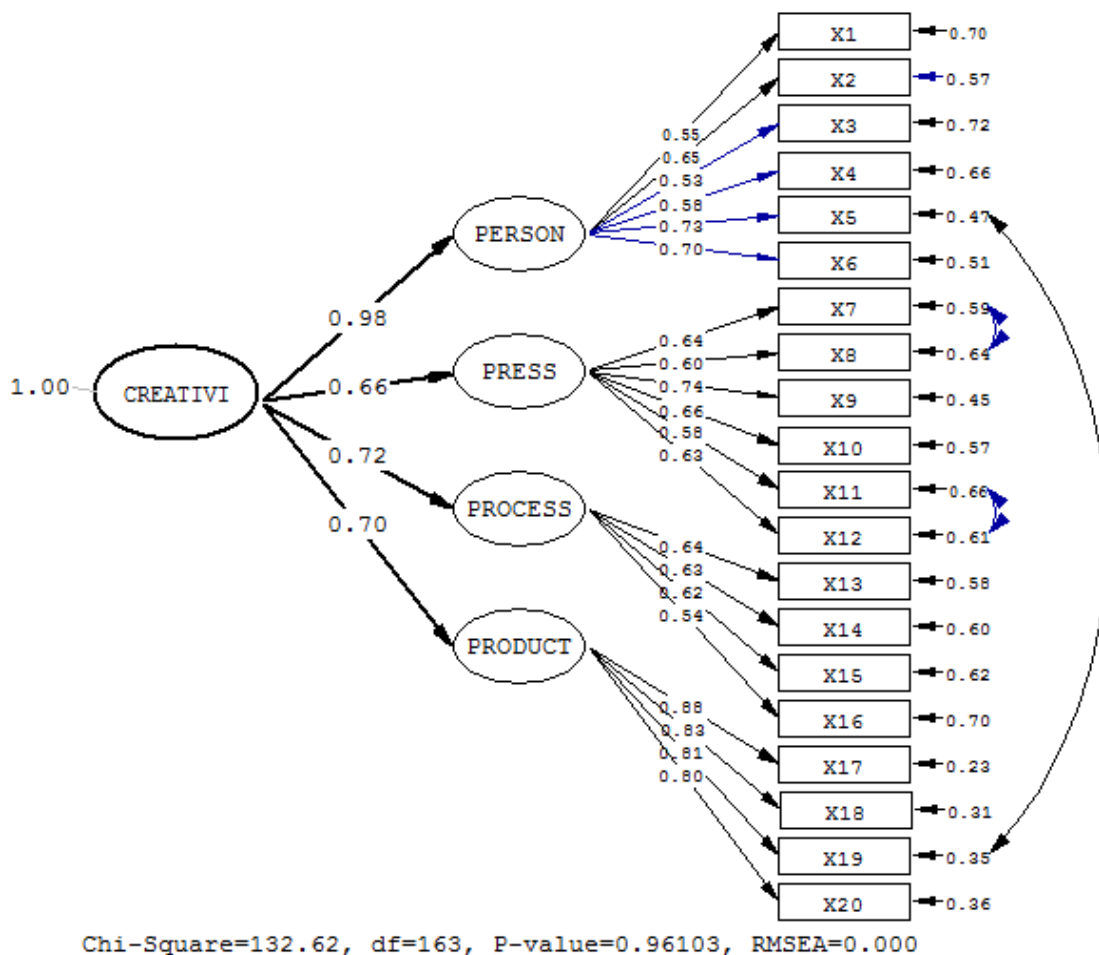 X1 0.70
X2 0.57
X3 0.72
X4 0.66
X5 0.47
X6 0.51
X7 0.59
X8 0.64
X9 0.45
X10 0.57
X11 0.66
X12 0.61
X13 0.58
X14 0.60
X15 0.62
X16 0.70
X17 0.23
X18 0.31
X19 0.35
X20 0.36
0.55
0.65
0.53
0.58
0.73
0.70
PERSON
0.64
0.60
0.74
0.66
0.58
0.63
PRESS
0.64
0.63
0.62
0.54
PROCESS
0.88
0.83
0.81
0.80
PRODUCT
0.98
0.66
0.72
0.70
1.00 CREATIVI
Chi-Square=132.62, df=163, P-value=0.96103, RMSEA=0.000